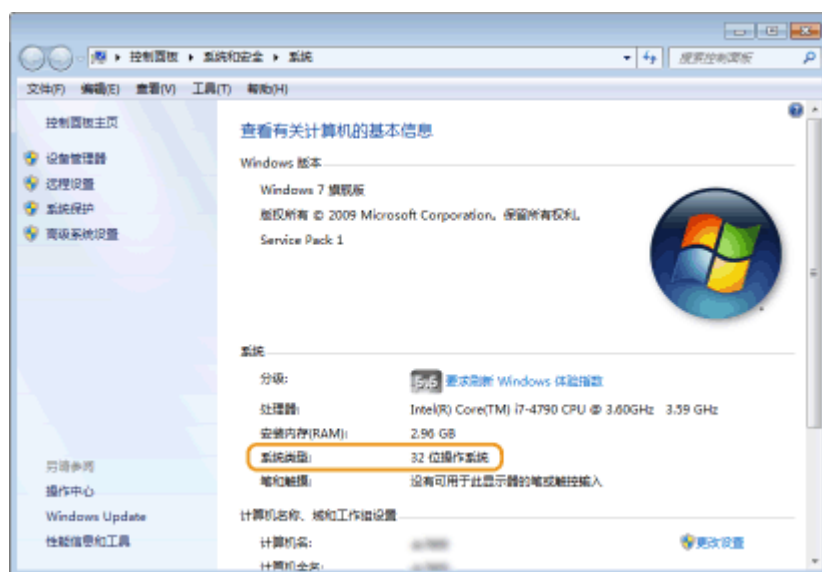 控制面板 ▸ 系统和安全 ▸ 系统
搜索控制面板
文件(F) 编辑(E) 查看(V) 工具(T) 帮助(H)
控制面板主页
设备管理器
远程设置
系统保护
高级系统设置
另请参阅
操作中心
Windows Update
性能信息和工具
查看有关计算机的基本信息
Windows 版本
Windows 7 旗舰版
版权所有 © 2009 Microsoft Corporation。保留所有权利。
Service Pack 1
系统
分级: 5.6 要求刷新 Windows 体验指数
处理器: Intel(R) Core(TM) i7-4790 CPU @ 3.60GHz 3.59 GHz
安装内存(RAM): 2.96 GB
系统类型: 32 位操作系统
笔和触摸: 没有可用于此显示器的笔或触控输入
计算机名称、域和工作组设置
计算机名: 更改设置
计算机全名: